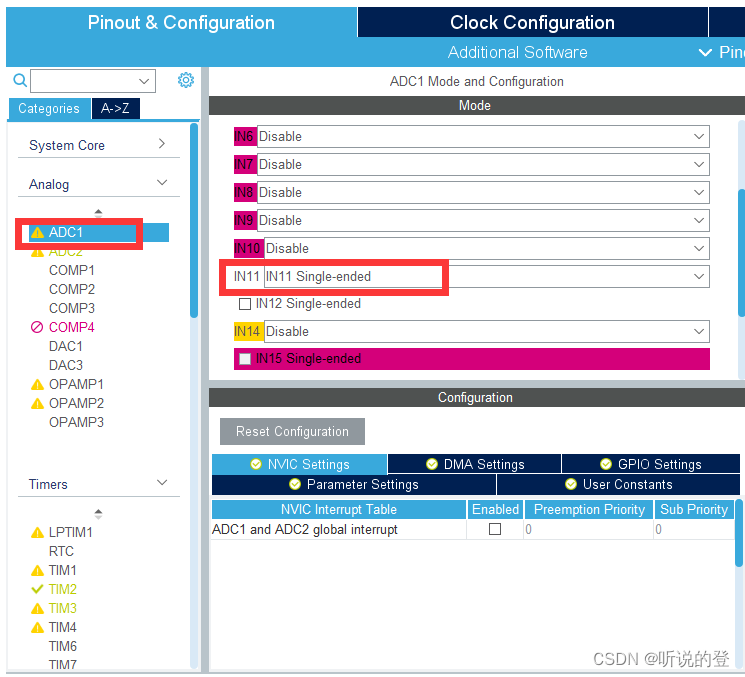 Pinout & Configuration
Clock Configuration
Additional Software
Pino
Categories
A->Z
System Core
Analog
ADC1
ADC2
COMP1
COMP2
COMP3
COMP4
DAC1
DAC3
OPAMP1
OPAMP2
OPAMP3
Timers
LPTIM1
RTC
TIM1
TIM2
TIM3
TIM4
TIM6
TIM7
ADC1 Mode and Configuration
Mode
IN6 Disable
IN7 Disable
IN8 Disable
IN9 Disable
IN10 Disable
IN11 IN11 Single-ended
IN12 Single-ended
IN14 Disable
IN15 Single-ended
Configuration
Reset Configuration
NVIC Settings
DMA Settings
GPIO Settings
Parameter Settings
User Constants
NVIC Interrupt Table Enabled Preemption Priority Sub Priority
ADC1 and ADC2 global interrupt 0 0
CSDN @听说的登